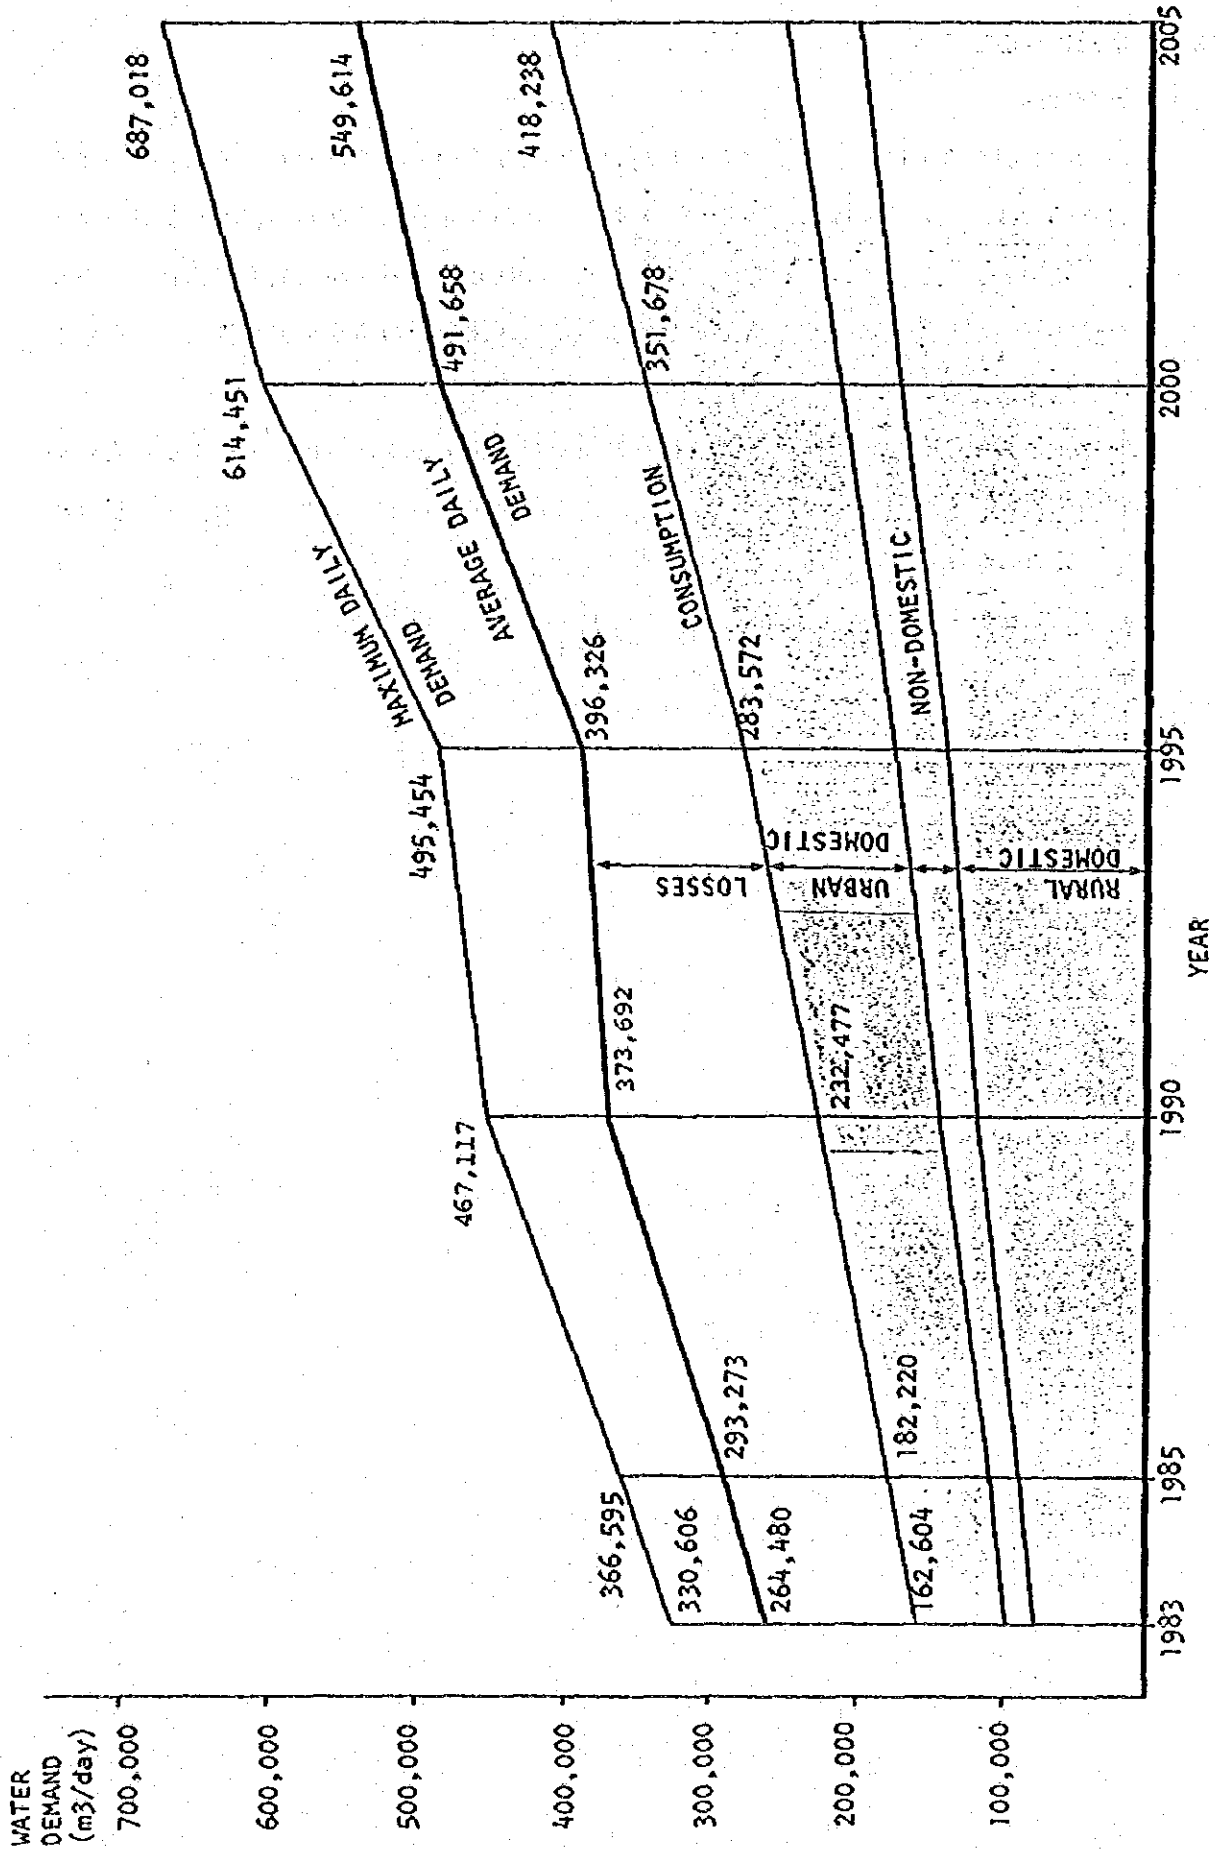 WATER
DEMAND
(m3/day)
700,000
600,000
500,000
400,000
300,000
200,000
100,000
687,018
614,451
549,614
495,454
491,658
467,117
418,238
396,326
373,692
366,595
351,678
330,606
293,273
283,572
264,480
232,477
182,220
162,604
MAXIMUN DAILY
DEMAND
AVERAGE DAILY
DEMAND
CONSUMPTION
NON-DOMESTIC
LOSSES
URBAN
DOMESTIC
RURAL
DOMESTIC
1983
1985
1990
1995
2000
2005
YEAR